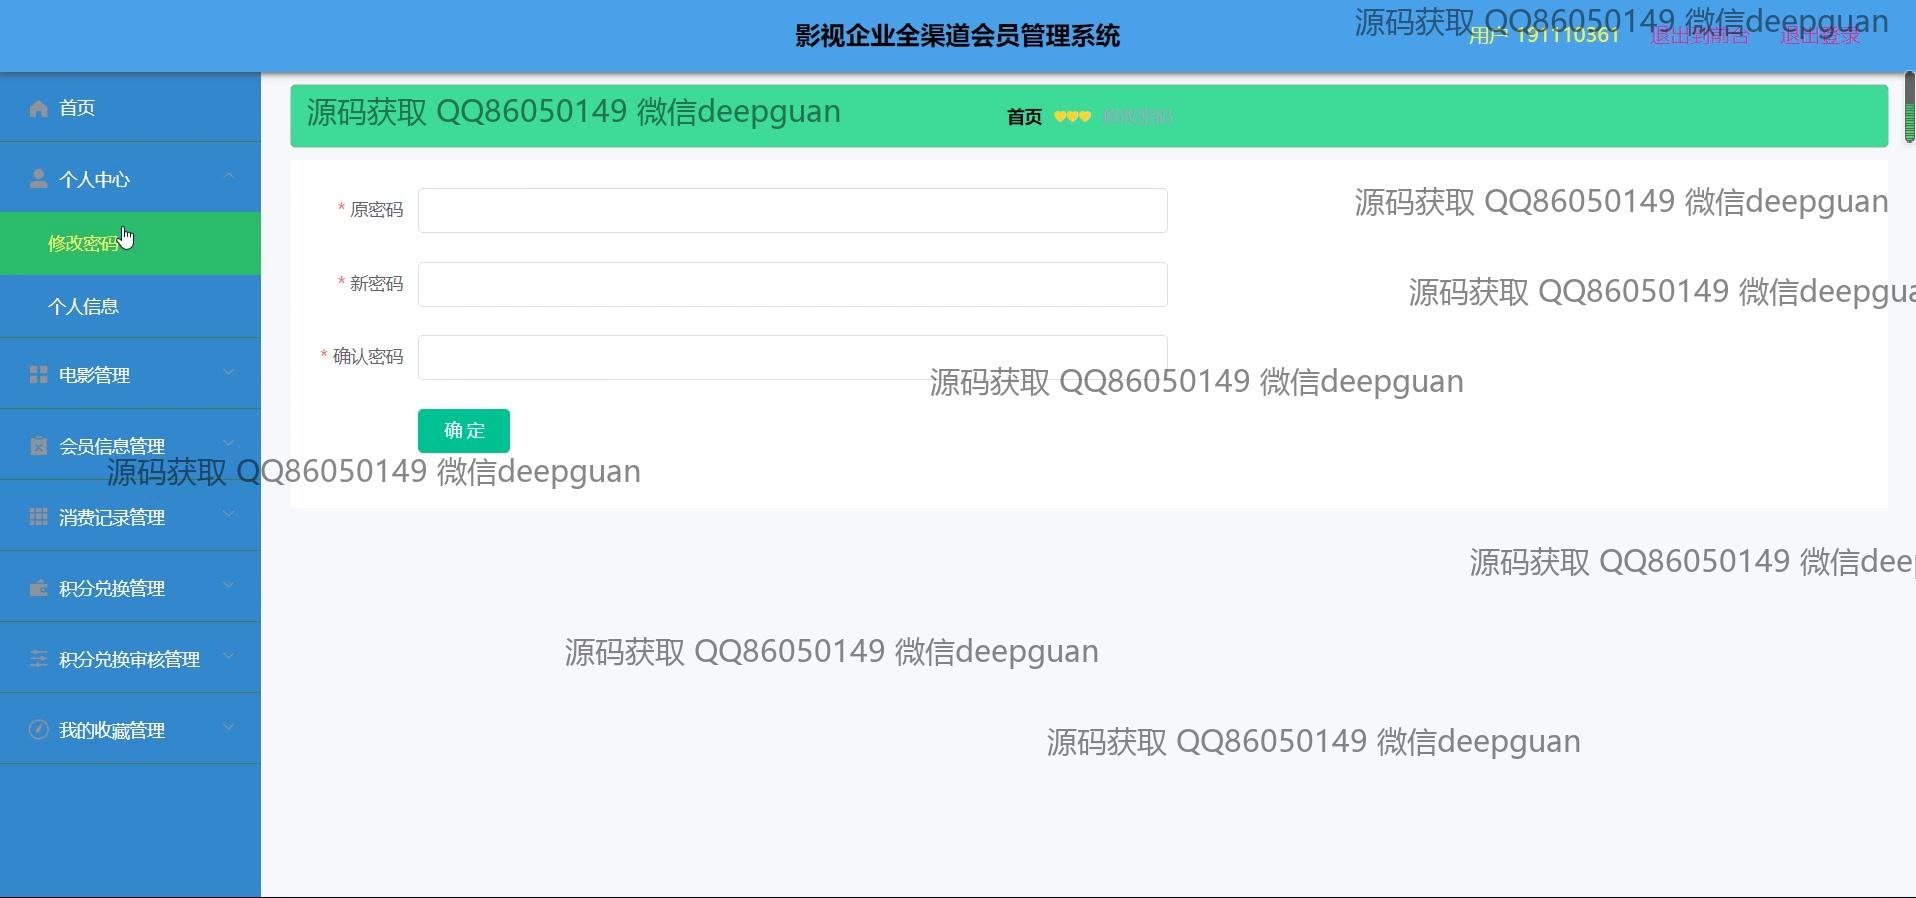 影视企业全渠道会员管理系统
源码获取 QQ86050149 微信deepguan
用户 191110361
退出到前台
退出登录
首页
个人中心
修改密码
个人信息
电影管理
会员信息管理
消费记录管理
积分兑换管理
积分兑换审核管理
我的收藏管理
源码获取 QQ86050149 微信deepguan
首页
修改密码
* 原密码
源码获取 QQ86050149 微信deepguan
* 新密码
源码获取 QQ86050149 微信deepgua
* 确认密码
源码获取 QQ86050149 微信deepguan
确定
源码获取 QQ86050149 微信deepguan
源码获取 QQ86050149 微信deep
源码获取 QQ86050149 微信deepguan
源码获取 QQ86050149 微信deepguan